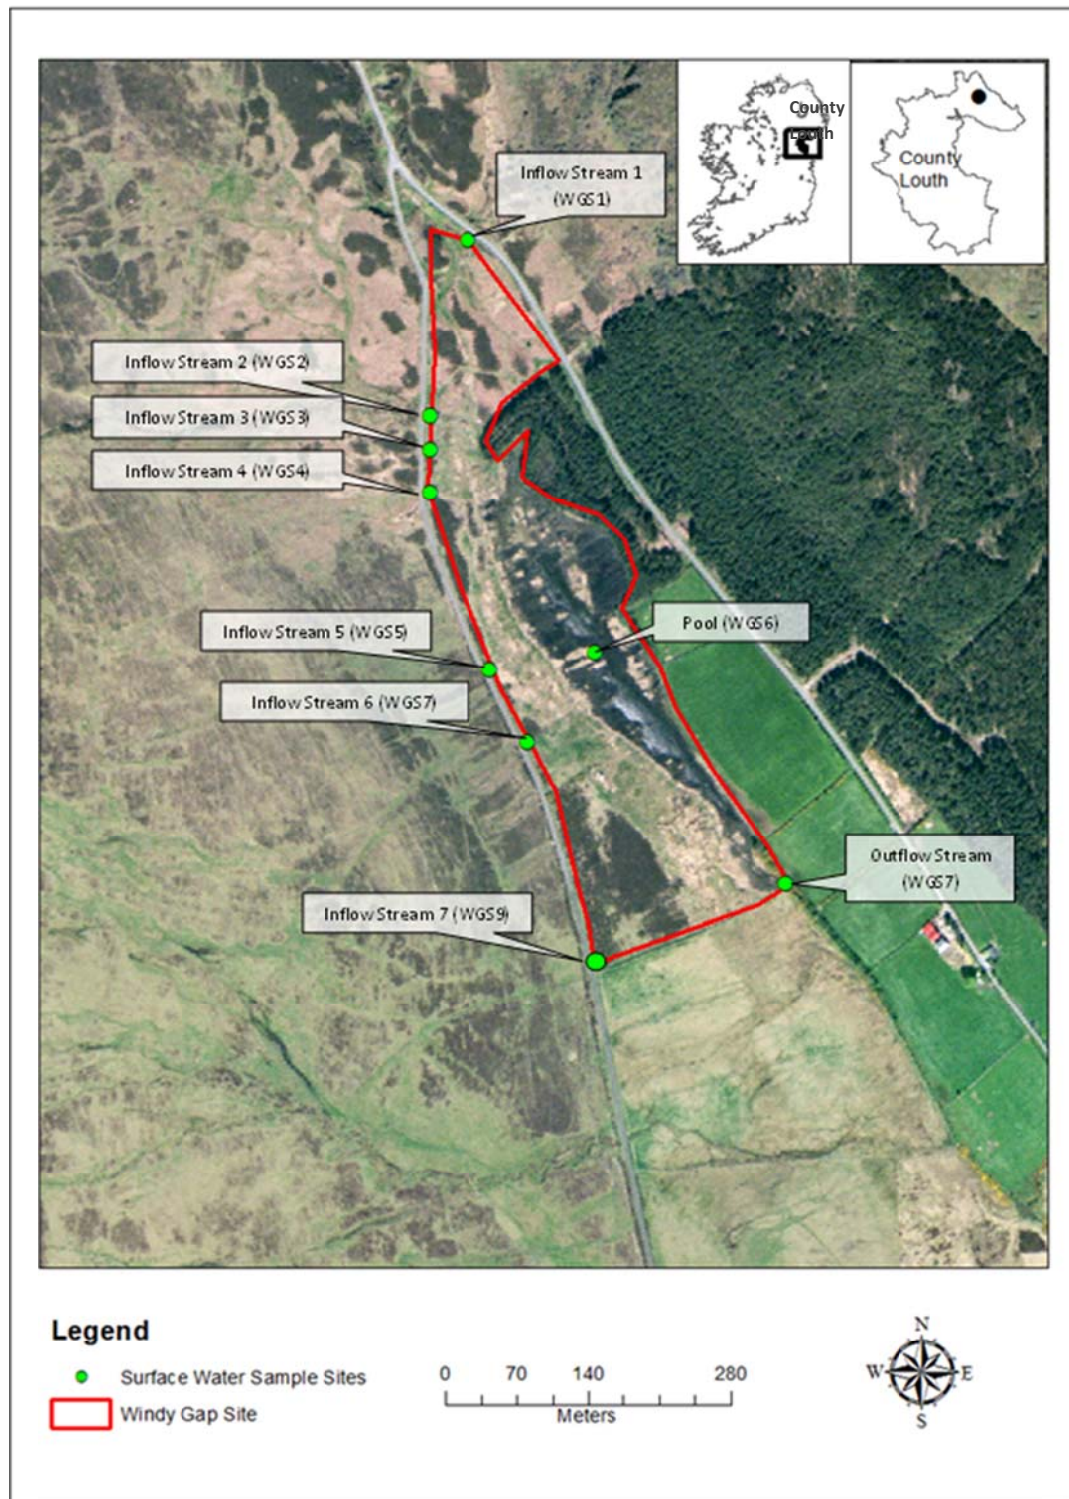 County
Louth
County
Louth
Inflow Stream 1
(WGS1)
Inflow Stream 2 (WGS2)
Inflow Stream 3 (WGS3)
Inflow Stream 4 (WGS4)
Pool (WGS6)
Inflow Stream 5 (WGS5)
Inflow Stream 6 (WGS7)
Outflow Stream
(WGS7)
Inflow Stream 7 (WGS9)
Legend
Surface Water Sample Sites
Windy Gap Site
0 70 140 280
Meters
N
W E
S